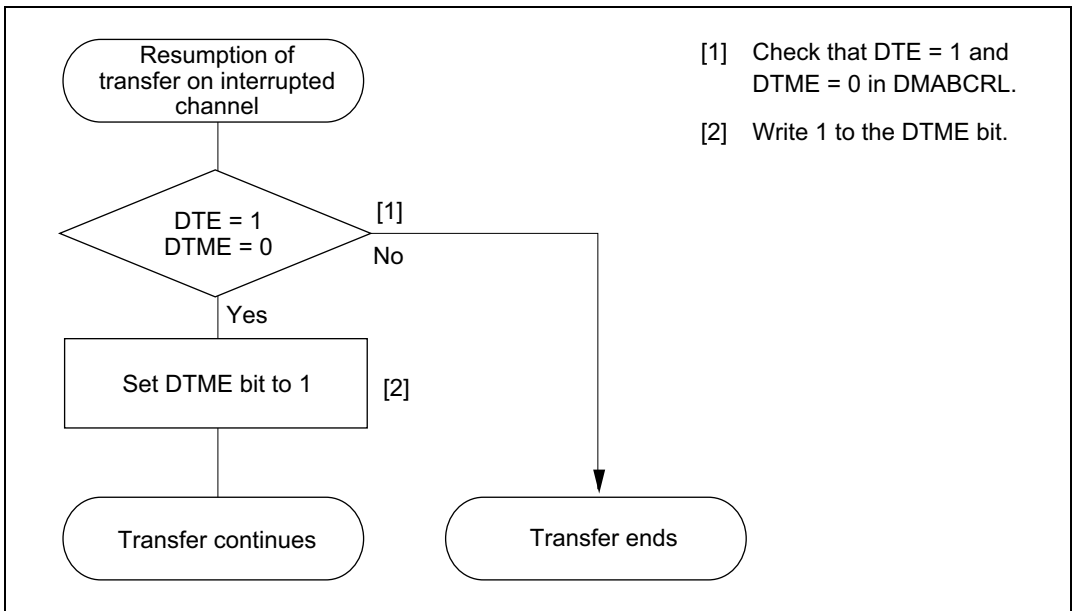 Resumption of
transfer on interrupted
channel
[1] Check that DTE = 1 and
DTME = 0 in DMABCRL.
[2] Write 1 to the DTME bit.
DTE = 1
DTME = 0
[1]
No
Yes
Set DTME bit to 1
[2]
Transfer continues
Transfer ends